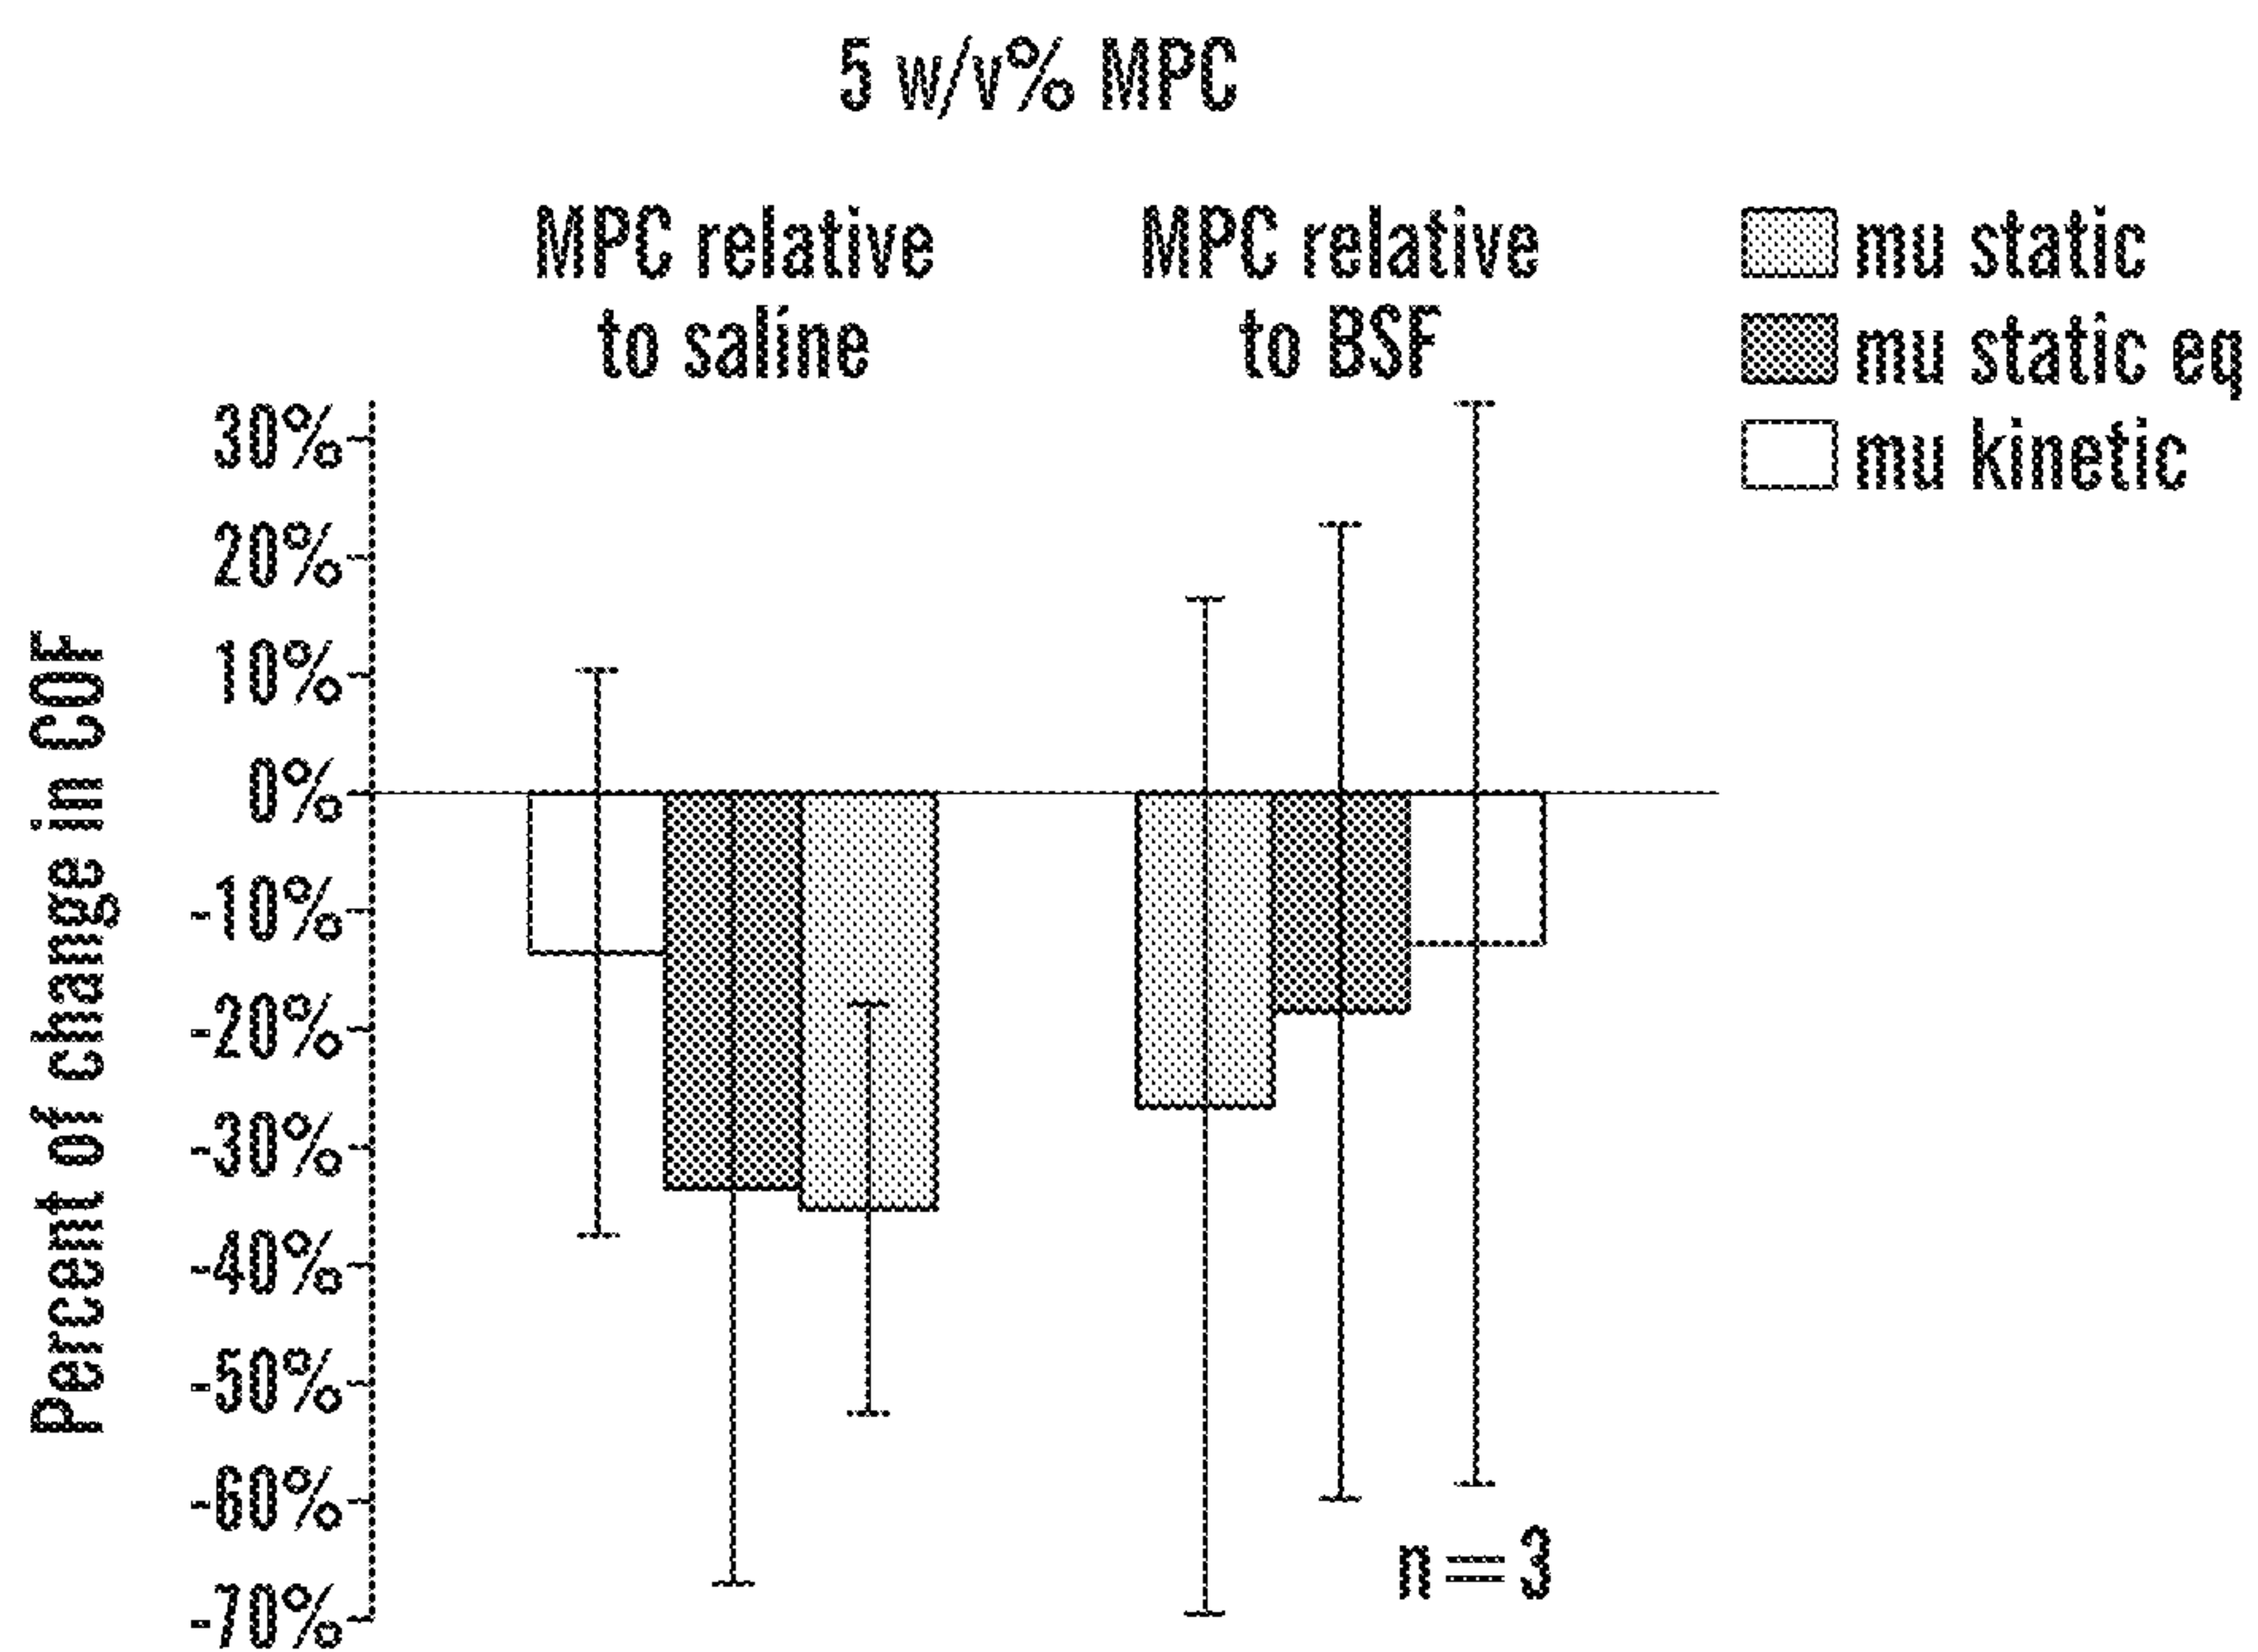 5 w/v% MPC
MPC relative
to saline
MPC relative
to BSF
mu static
mu static eq
mu kinetic
Percent of change in COF
30%
20%
10%
0%
-10%
-20%
-30%
-40%
-50%
-60%
-70%
n=3